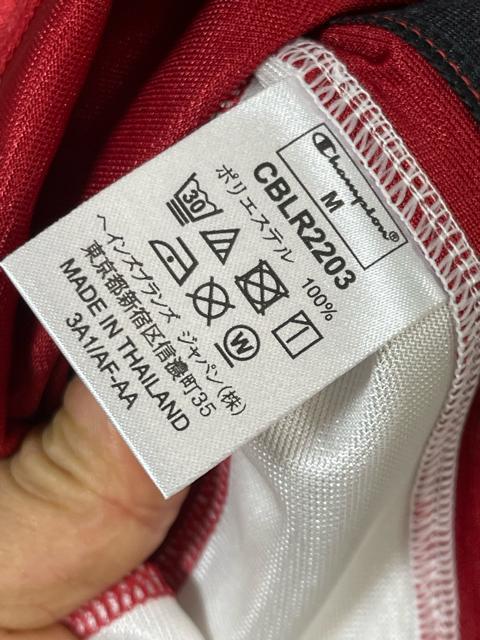 Champion®
M
CBLR2203
ポリエステル 100%
30
W
ヘインズブランズ ジャパン(株)
東京都新宿区信濃町35
MADE IN THAILAND
3A1/AF-AA